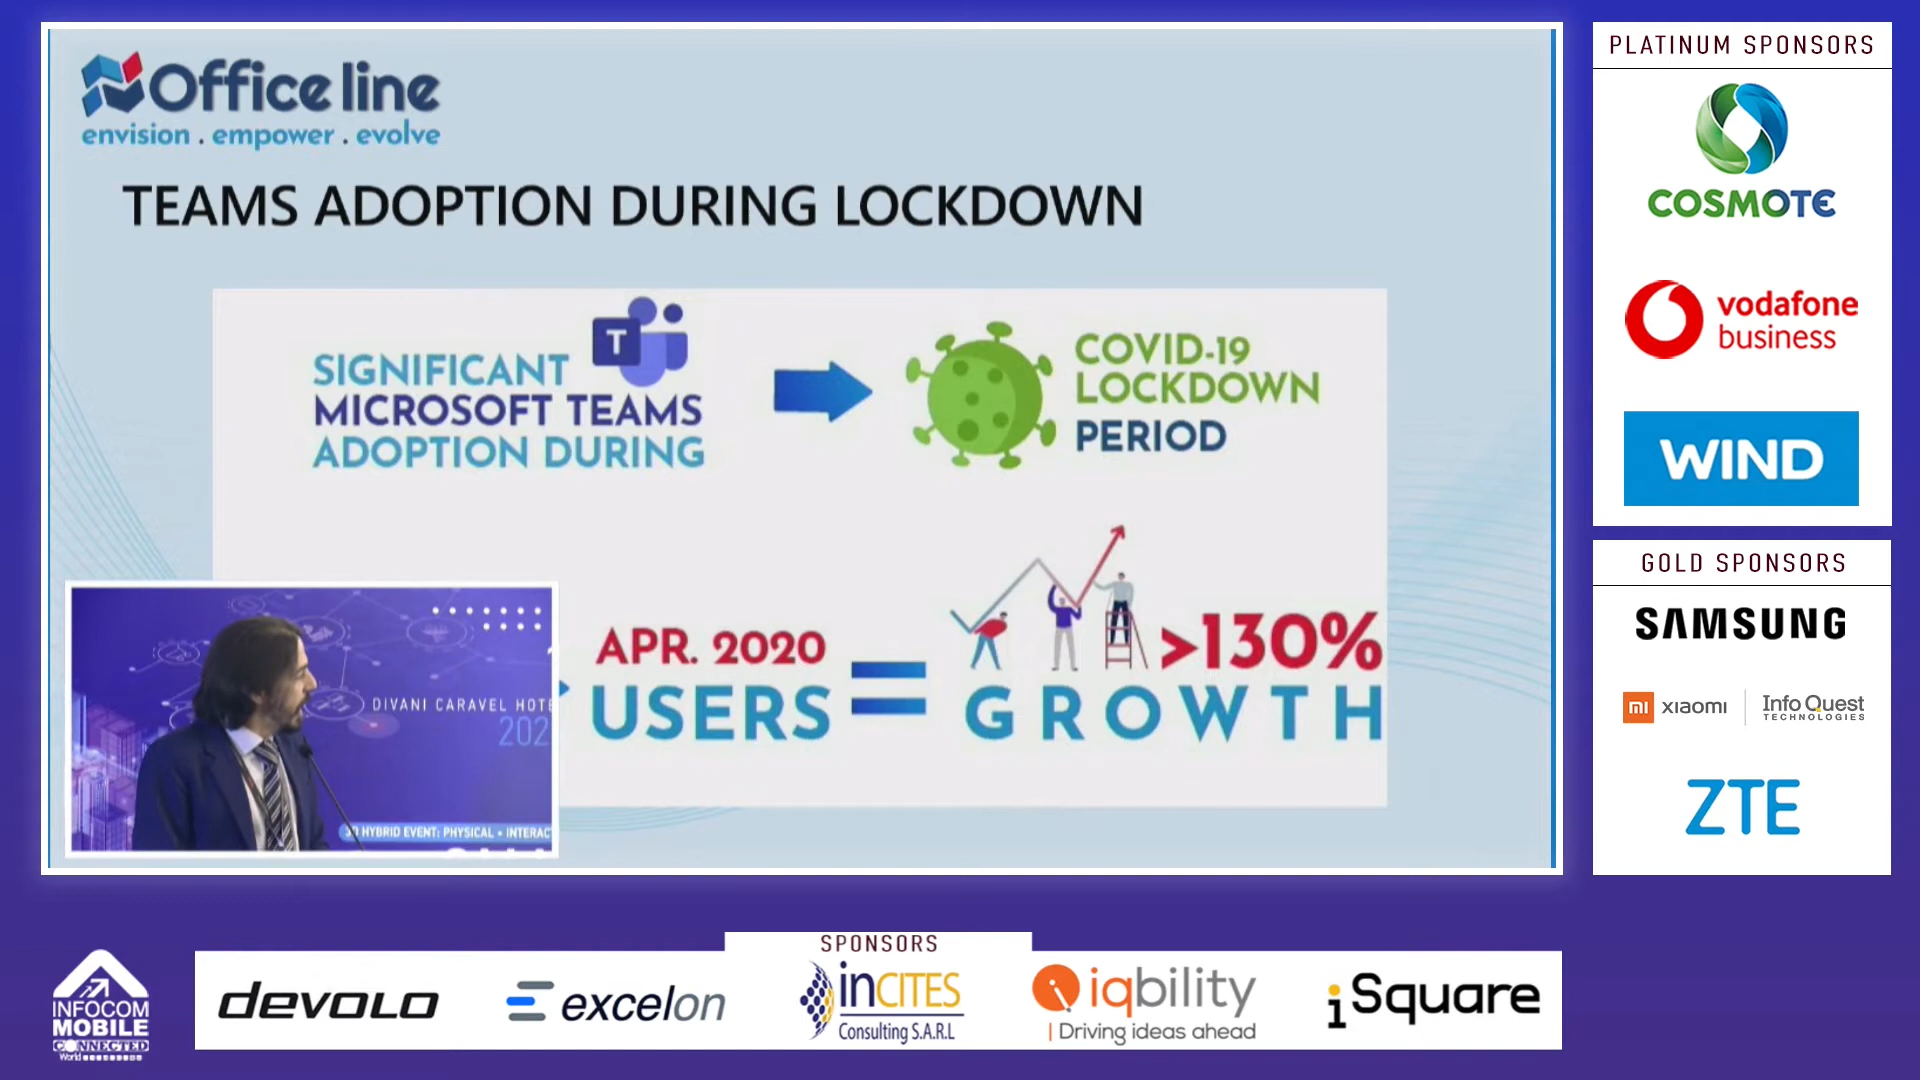 Office line
envision . empower . evolve
TEAMS ADOPTION DURING LOCKDOWN
SIGNIFICANT
MICROSOFT TEAMS
ADOPTION DURING
T
COVID-19
LOCKDOWN
PERIOD
APR. 2020
USERS
=
>130%
GROWTH
DIVANI CARAVEL HOTE
202
HYBRID EVENT: PHYSICAL • INTERAC
PLATINUM SPONSORS
COSMOTE
vodafone
business
WIND
GOLD SPONSORS
SAMSUNG
mi xiaomi
Info Quest
TECHNOLOGIES
ZTE
SPONSORS
INFOCOM
MOBILE
CONNECTED
World
devolo
excelon
inCITES
Consulting S.A.R.L
iqbility
| Driving ideas ahead
iSquare